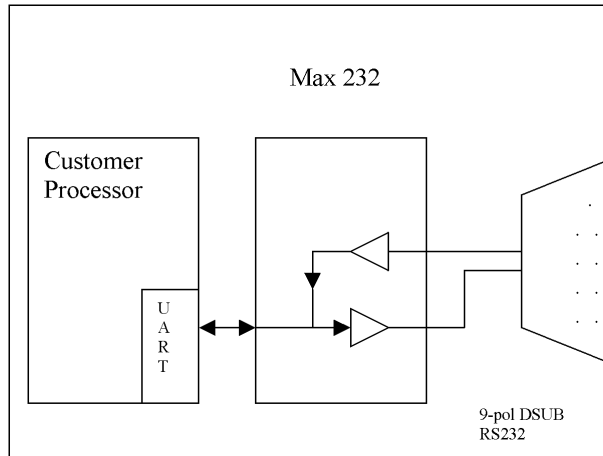 Max 232
Customer
Processor
U
A
R
T
9-pol DSUB
RS232